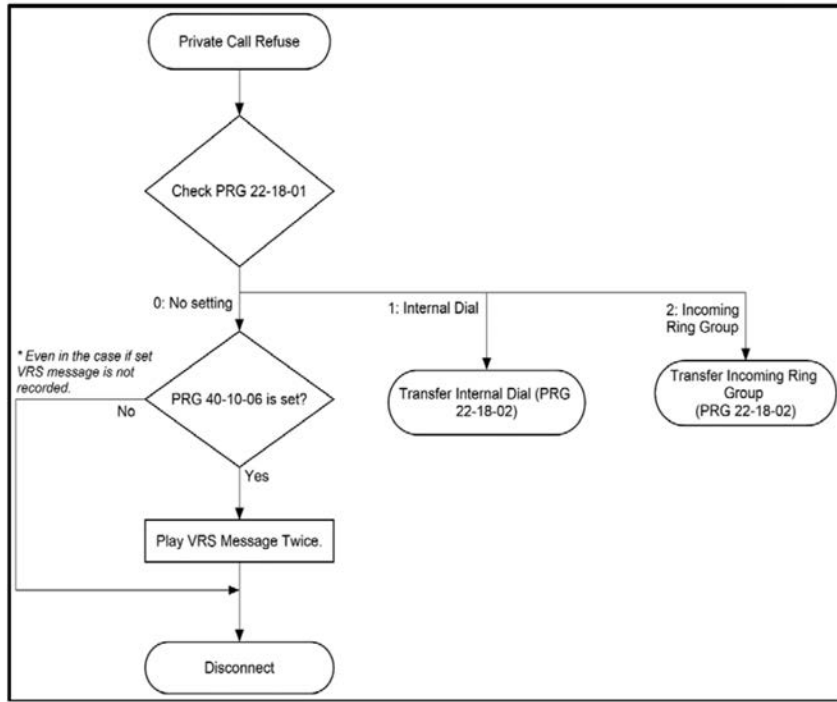 Private Call Refuse
Check PRG 22-18-01
0: No setting
1: Internal Dial
2: Incoming
Ring Group
* Even in the case if set
VRS message is not
recorded.
No
PRG 40-10-06 is set?
Transfer Internal Dial (PRG
22-18-02)
Transfer Incoming Ring
Group
(PRG 22-18-02)
Yes
Play VRS Message Twice.
Disconnect